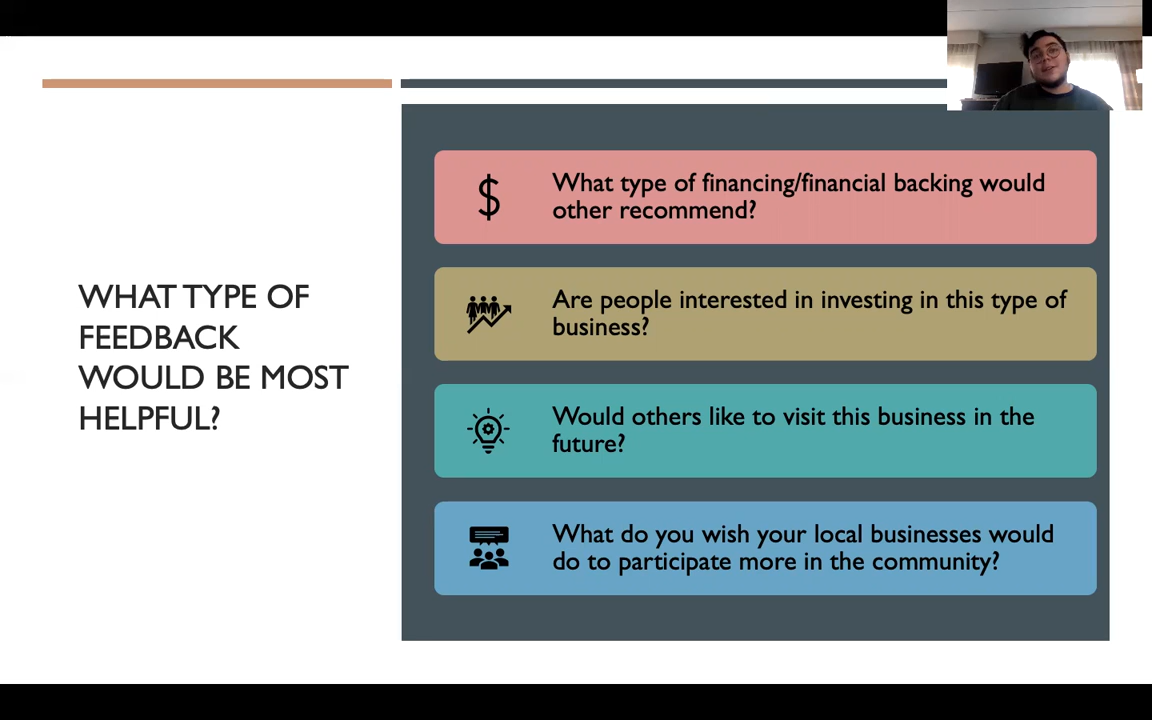 WHAT TYPE OF
FEEDBACK
WOULD BE MOST
HELPFUL?
$
What type of financing/financial backing would
other recommend?
Are people interested in investing in this type of
business?
Would others like to visit this business in the
future?
What do you wish your local businesses would
do to participate more in the community?